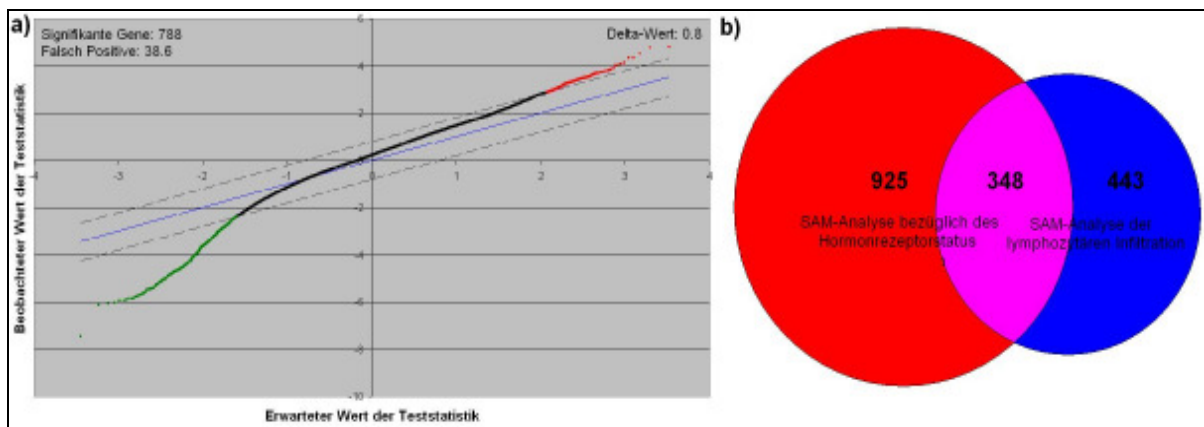 a)
Signifikante Gene: 788
Falsch Positive: 38.6
Delta-Wert: 0.8
6
4
2
-4
-3
-2
-1
0
1
2
3
4
-2
-4
-6
-8
-10
Beobachteter Wert der Teststatistik
Erwarteter Wert der Teststatistik
b)
925
348
443
SAM-Analyse bezüglich des
Hormonrezeptorstatus
SAM-Analyse der
lymphozytären Infiltration